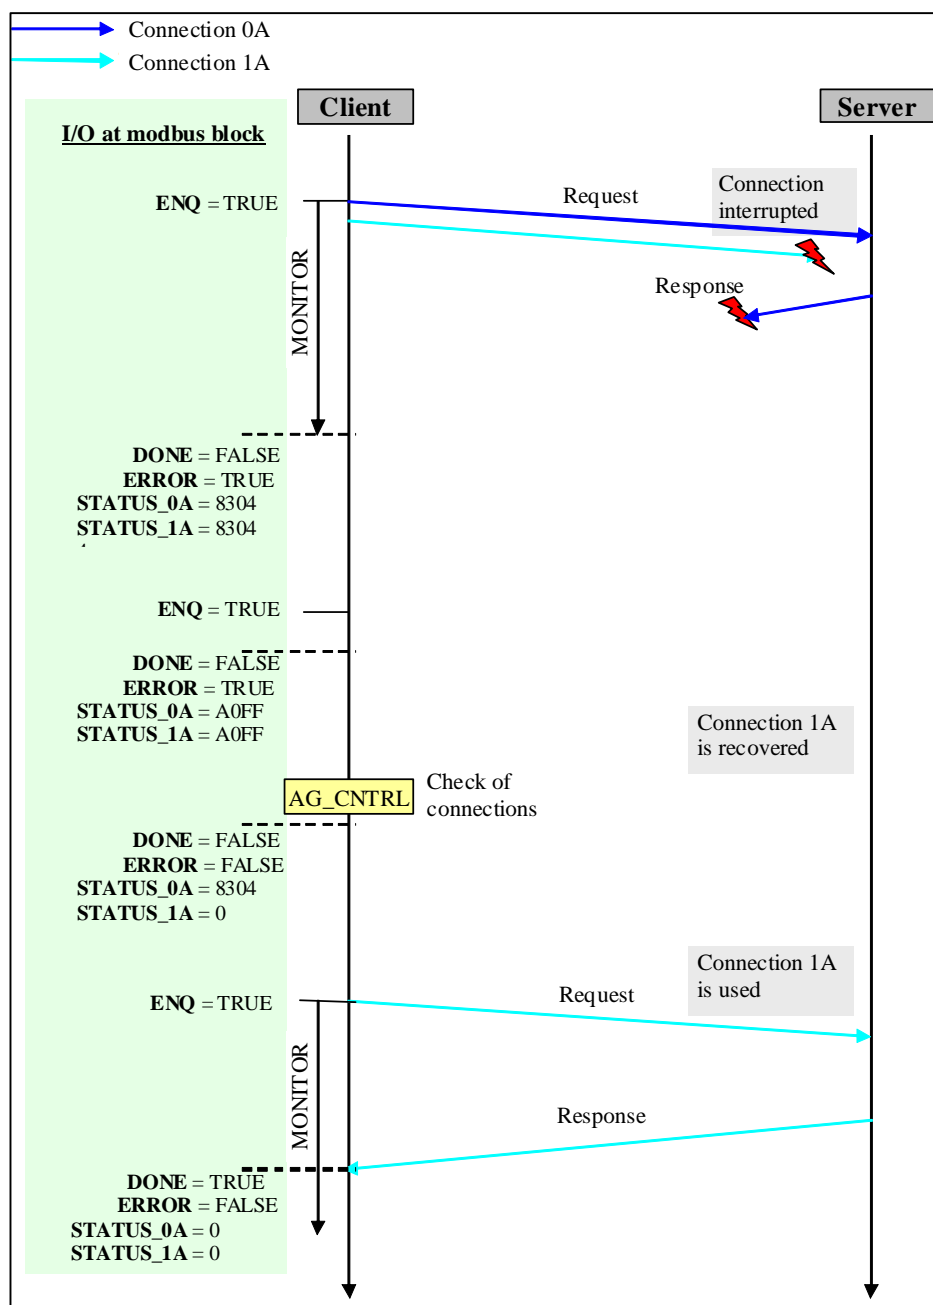 Connection 0A
Connection 1A
Client
Server
I/O at modbus block
ENQ = TRUE
Request
Connection
interrupted
MONITOR
Response
DONE = FALSE
ERROR = TRUE
STATUS_0A = 8304
STATUS_1A = 8304
ENQ = TRUE
DONE = FALSE
ERROR = TRUE
STATUS_0A = A0FF
STATUS_1A = A0FF
Connection 1A
is recovered
AG_CNTRL
Check of
connections
DONE = FALSE
ERROR = FALSE
STATUS_0A = 8304
STATUS_1A = 0
Connection 1A
is used
ENQ = TRUE
Request
MONITOR
Response
DONE = TRUE
ERROR = FALSE
STATUS_0A = 0
STATUS_1A = 0